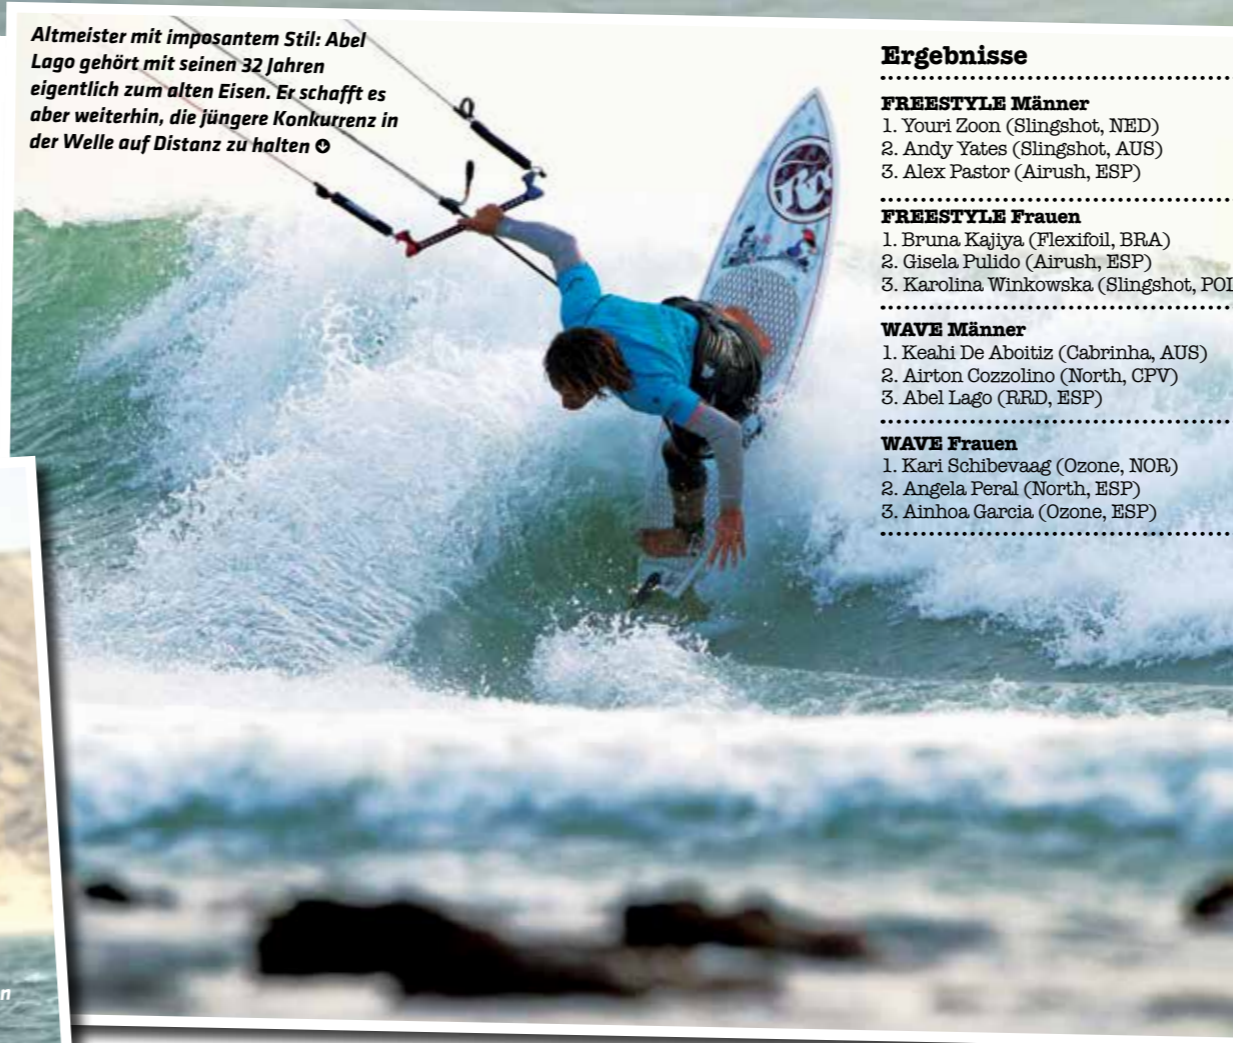 Altmeister mit imposantem Stil: Abel
Lago gehört mit seinen 32 Jahren
eigentlich zum alten Eisen. Er schafft es
aber weiterhin, die jüngere Konkurrenz in
der Welle auf Distanz zu halten
Ergebnisse
FREESTYLE Männer
1. Youri Zoon (Slingshot, NED)
2. Andy Yates (Slingshot, AUS)
3. Alex Pastor (Airush, ESP)
FREESTYLE Frauen
1. Bruna Kajiya (Flexifoil, BRA)
2. Gisela Pulido (Airush, ESP)
3. Karolina Winkowska (Slingshot, POL
WAVE Männer
1. Keahi De Aboitiz (Cabrinha, AUS)
2. Airton Cozzolino (North, CPV)
3. Abel Lago (RRD, ESP)
WAVE Frauen
1. Kari Schibevaag (Ozone, NOR)
2. Angela Peral (North, ESP)
3. Ainhoa Garcia (Ozone, ESP)
n